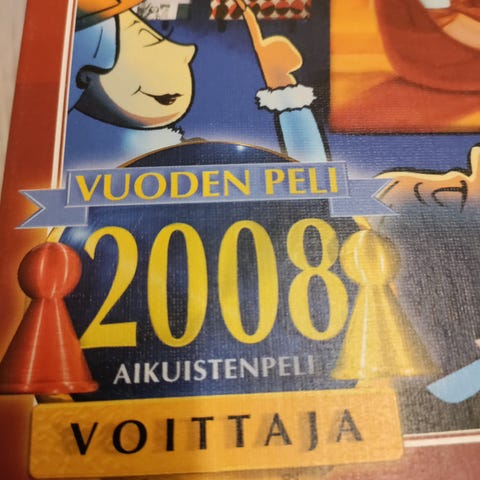 VUODEN PELI
2008
AIKUISTENPELI
VOITTAJA